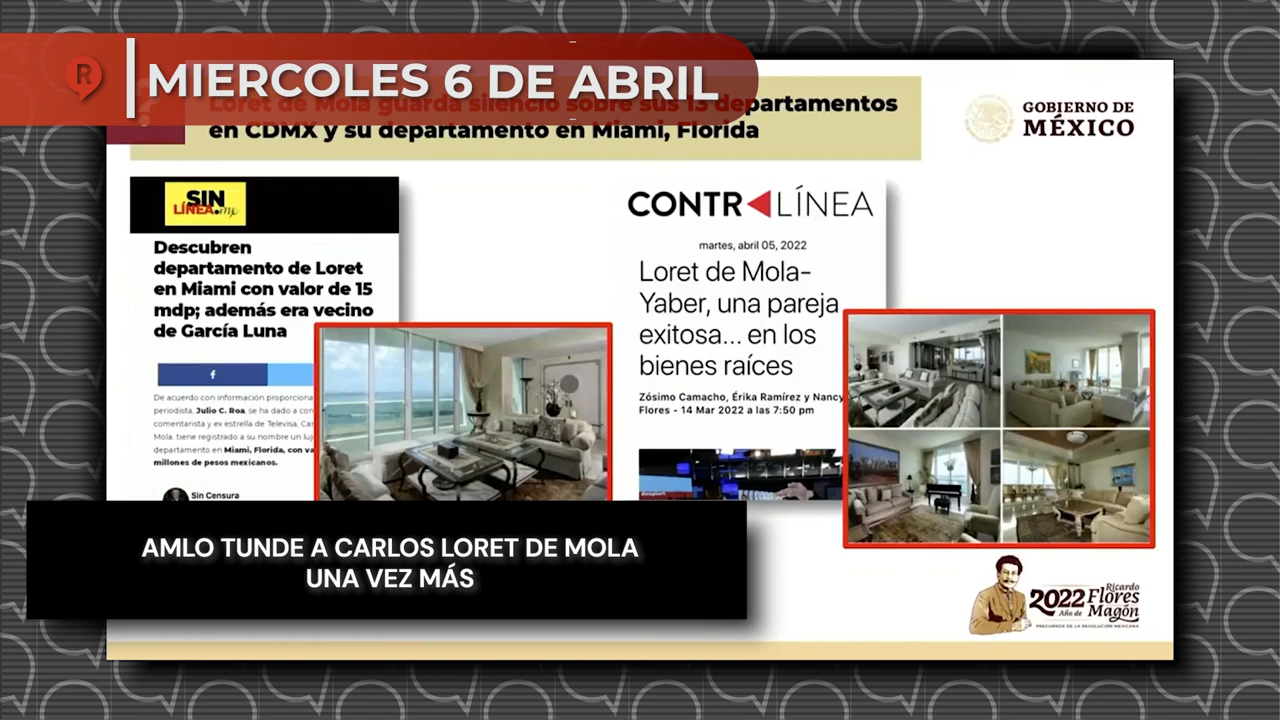 R
MIERCOLES 6 DE ABRIL
Loret de Mola guarda silencio sobre sus 13 departamentos
en CDMX y su departamento en Miami, Florida
GOBIERNO DE
MÉXICO
SIN
LÍNEA.mx
Descubren
departamento de Loret
en Miami con valor de 15
mdp; además era vecino
de García Luna
f
De acuerdo con información proporciona
periodista, Julio C. Roa, se ha dado a con
comentarista y ex estrella de Televisa, Car
Mola, tiene registrado a su nombre un luj
departamento en Miami, Florida, con va
millones de pesos mexicanos.
Sin Censura
CONTR LÍNEA
martes, abril 05, 2022
Loret de Mola-
Yaber, una pareja
exitosa... en los
bienes raíces
Zósimo Camacho, Érika Ramírez y Nancy
Flores - 14 Mar 2022 a las 7:50 pm
AMLO TUNDE A CARLOS LORET DE MOLA
UNA VEZ MÁS
2022 Ricardo
Año de Flores
Magón
PRECURSOR DE LA REVOLUCIÓN MEXICANA